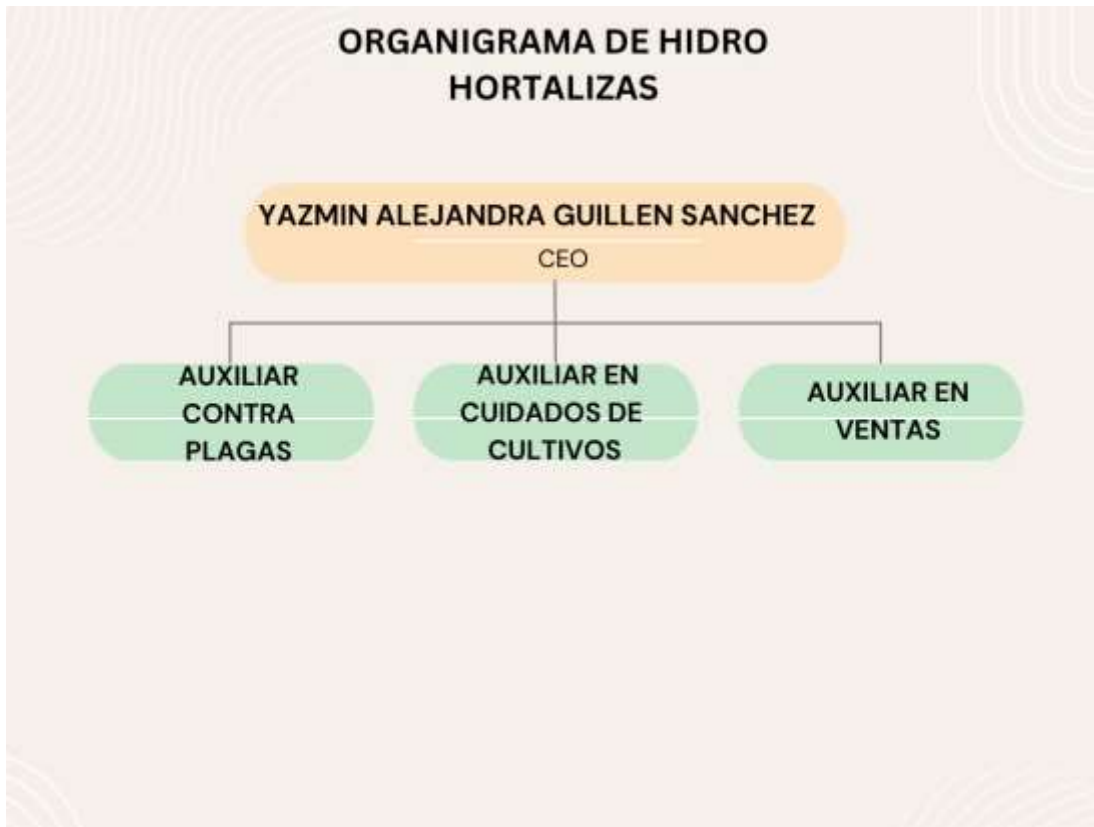 ORGANIGRAMA DE HIDRO
HORTALIZAS
YAZMIN ALEJANDRA GUILLEN SANCHEZ
CEO
AUXILIAR
CONTRA
PLAGAS
AUXILIAR EN
CUIDADOS DE
CULTIVOS
AUXILIAR EN
VENTAS